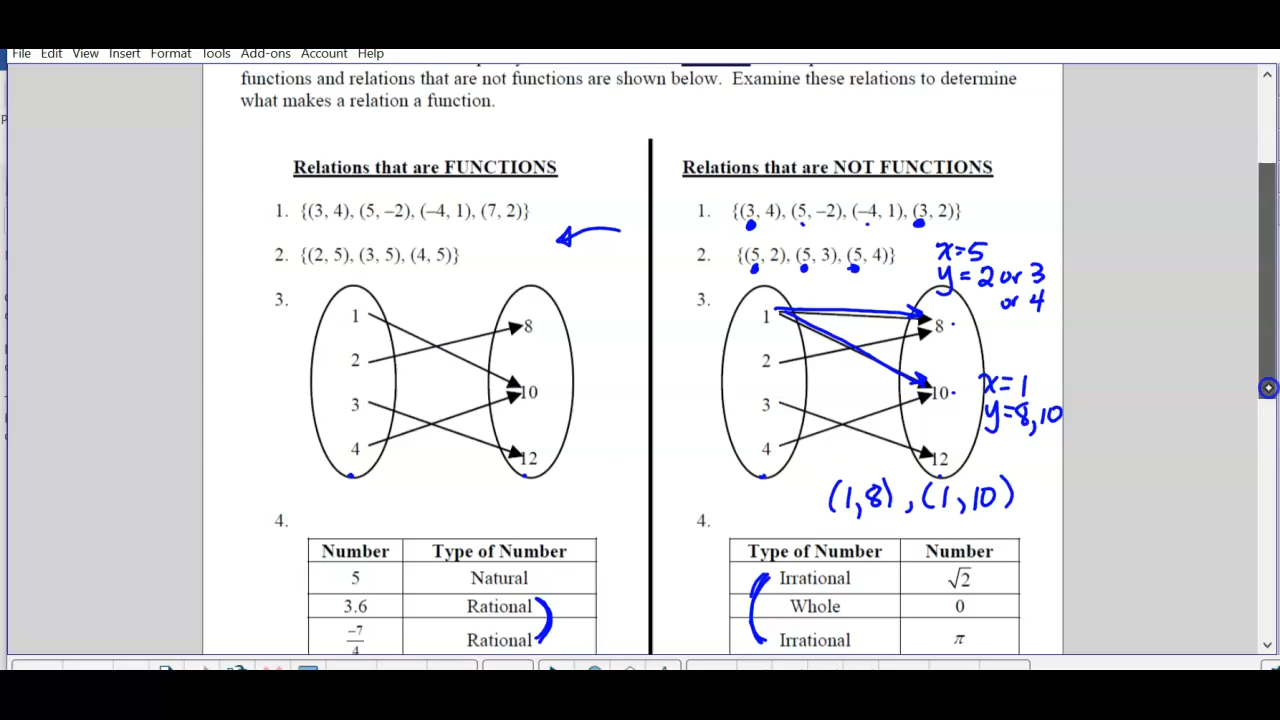 File Edit View Insert Format Tools Add-ons Account Help
functions and relations that are not functions are shown below. Examine these relations to determine
what makes a relation a function.
Relations that are FUNCTIONS
1. {(3, 4), (5, –2), (–4, 1), (7, 2)}
2. {(2, 5), (3, 5), (4, 5)}
3.
1
2
3
4
8
10
12
4.
Number Type of Number
5 Natural
3.6 Rational
–7/4 Rational
Relations that are NOT FUNCTIONS
1. {(3, 4), (5, –2), (–4, 1), (3, 2)}
2. {(5, 2), (5, 3), (5, 4)}
x=5
y=2 or 3
or 4
3.
1
2
3
4
8
10
12
x=1
y=8,10
(1,8), (1,10)
4.
Type of Number Number
Irrational √2
Whole 0
Irrational π